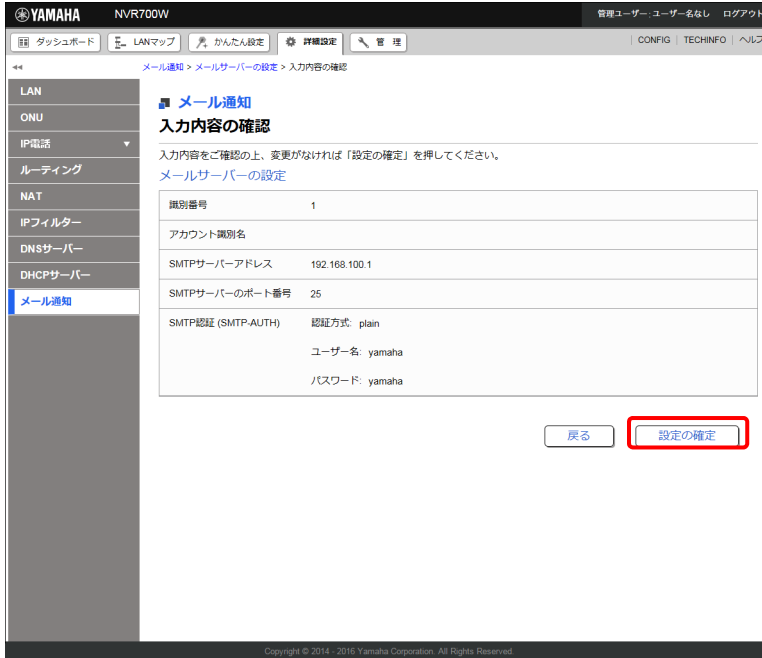 YAMAHA NVR700W 管理ユーザー:ユーザー名なし ログアウト
ダッシュボード LANマップ かんたん設定 詳細設定 管 理 CONFIG TECHINFO ヘルプ
メール通知 > メールサーバーの設定 > 入力内容の確認
LAN
ONU
IP電話
ルーティング
NAT
IPフィルター
DNSサーバー
DHCPサーバー
メール通知
メール通知
入力内容の確認
入力内容をご確認の上、変更がなければ「設定の確定」を押してください。
メールサーバーの設定
識別番号 1
アカウント識別名
SMTPサーバーアドレス 192.168.100.1
SMTPサーバーのポート番号 25
SMTP認証 (SMTP-AUTH) 認証方式: plain
ユーザー名: yamaha
パスワード: yamaha
戻る 設定の確定
Copyright © 2014 - 2016 Yamaha Corporation. All Rights Reserved.